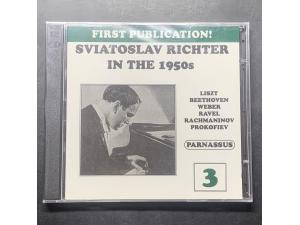 FIRST PUBLICATION!
SVIATOSLAV RICHTER
IN THE 1950s
LISZT
BEETHOVEN
WEBER
RAVEL
RACHMANINOV
PROKOFIEV
PARNASSUS
3